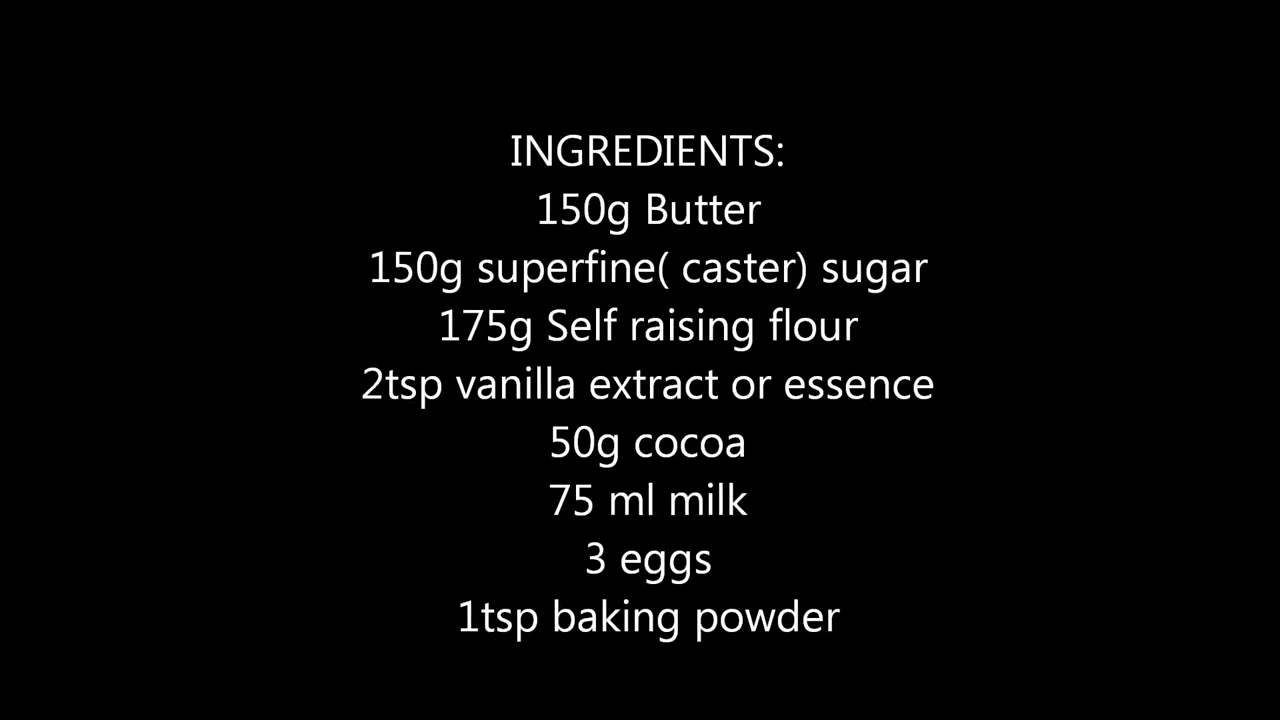 INGREDIENTS:
150g Butter
150g superfine( caster) sugar
175g Self raising flour
2tsp vanilla extract or essence
50g cocoa
75 ml milk
3 eggs
1tsp baking powder